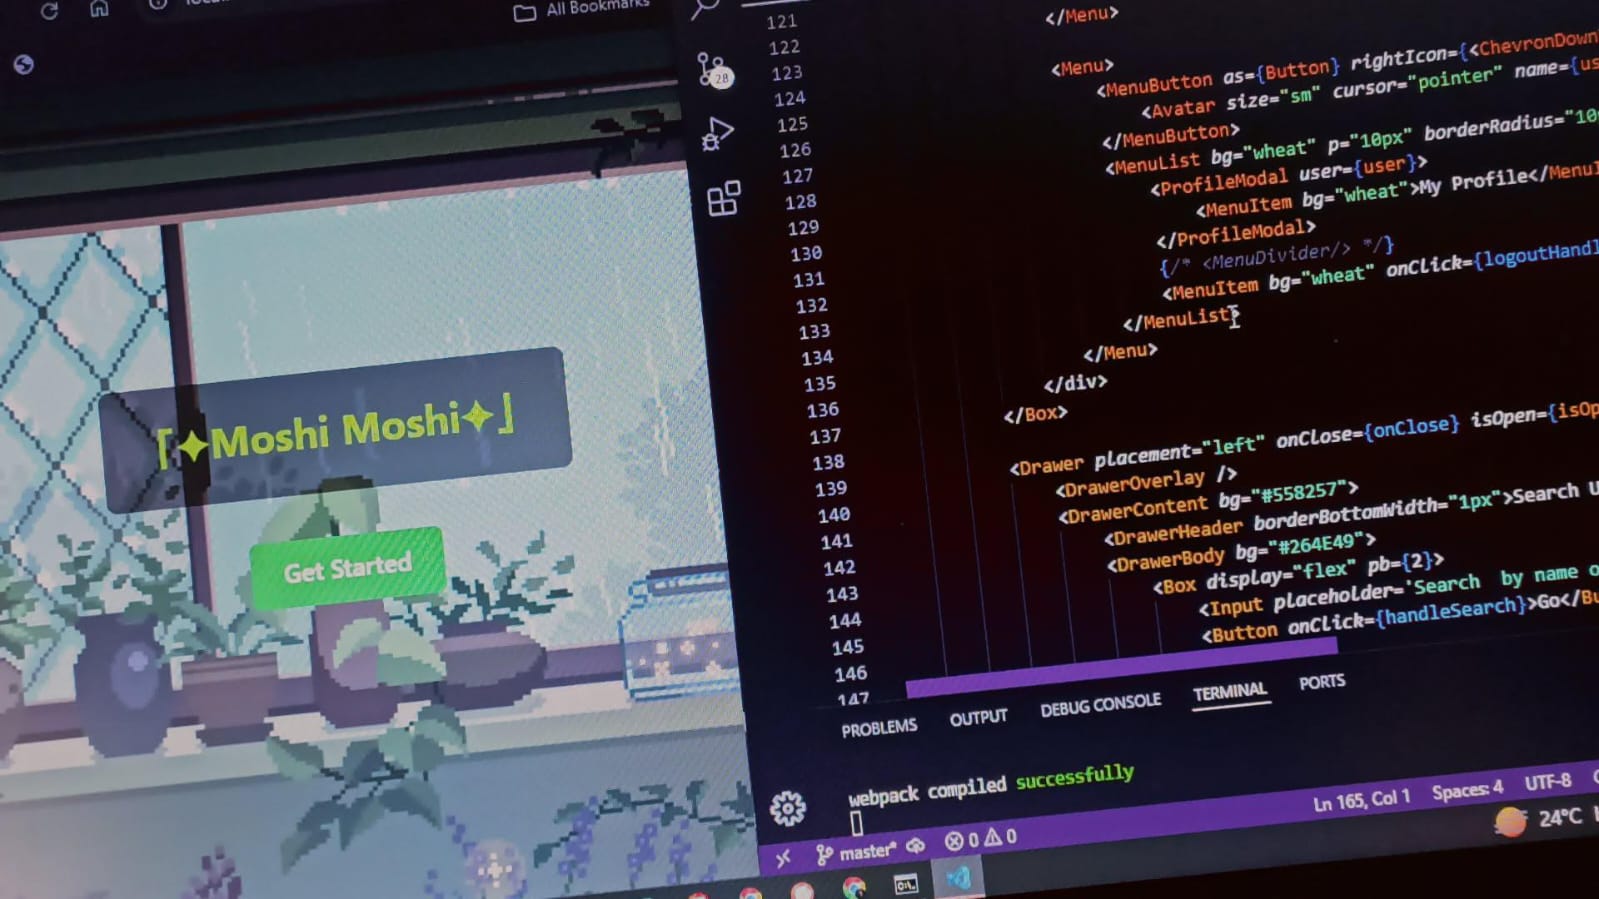 All Bookmarks
「✦Moshi Moshi✦」
Get Started
28
121 </Menu>
122
123 <Menu>
124 <MenuButton as={Button} rightIcon={<ChevronDown
125 <Avatar size="sm" cursor="pointer" name={us
126 </MenuButton>
127 <MenuList bg="wheat" p="10px" borderRadius="10
128 <ProfileModal user={user}>
129 <MenuItem bg="wheat">My Profile</MenuI
130 </ProfileModal>
131 {/* <MenuDivider/> */}
132 <MenuItem bg="wheat" onClick={logoutHandl
133 </MenuList>
134 </Menu>
135 </div>
136 </Box>
137
138 <Drawer placement="left" onClose={onClose} isOpen={isOp
139 <DrawerOverlay />
140 <DrawerContent bg="#558257">
141 <DrawerHeader borderBottomWidth="1px">Search U
142 <DrawerBody bg="#264E49">
143 <Box display="flex" pb={2}>
144 <Input placeholder='Search by name o
145 <Button onClick={handleSearch}>Go</Bu
146
147
PROBLEMS OUTPUT DEBUG CONSOLE TERMINAL PORTS
webpack compiled successfully
Ln 165, Col 1 Spaces: 4 UTF-8
master* 0 0
24°C